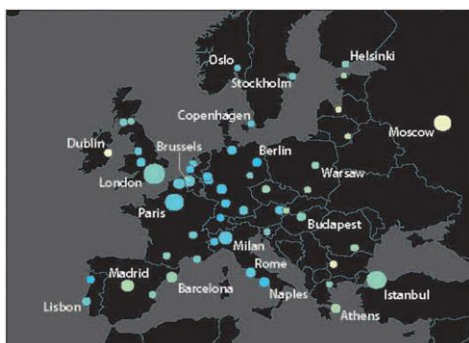 Oslo
Helsinki
Stockholm
Copenhagen
Moscow
Dublin
Brussels
Berlin
London
Warsaw
Paris
Budapest
Milan
Rome
Madrid
Barcelona
Naples
Istanbul
Lisbon
Athens